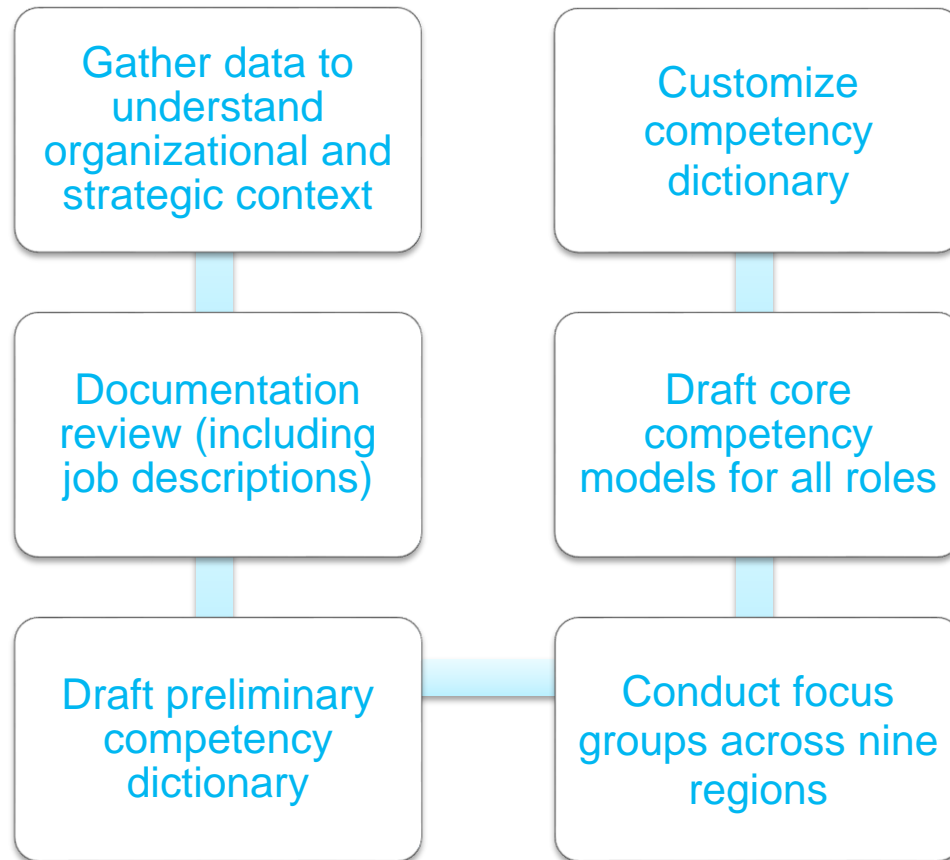 Gather data to
understand
organizational and
strategic context
Documentation
review (including
job descriptions)
Draft preliminary
competency
dictionary
Conduct focus
groups across nine
regions
Draft core
competency
models for all roles
Customize
competency
dictionary